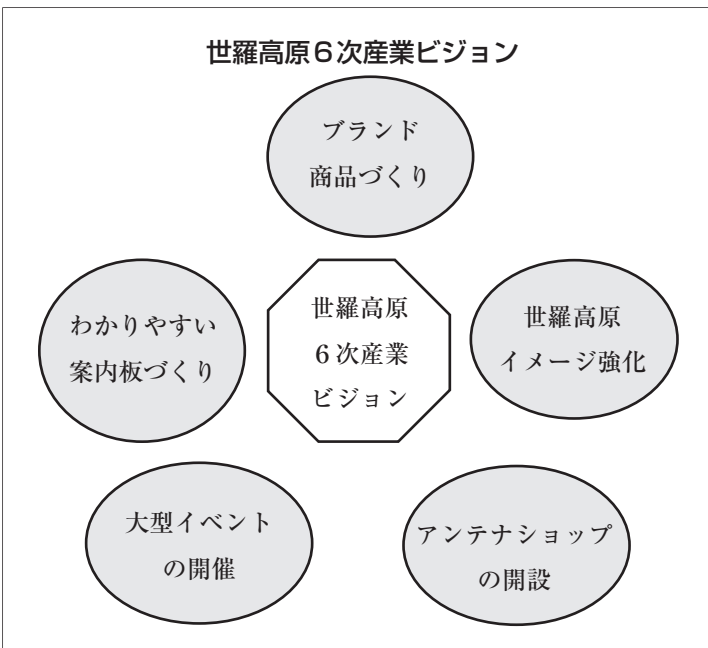 世羅高原６次産業ビジョン
ブランド
商品づくり
わかりやすい
案内板づくり
世羅高原
６次産業
ビジョン
世羅高原
イメージ強化
大型イベント
の開催
アンテナショップ
の開設